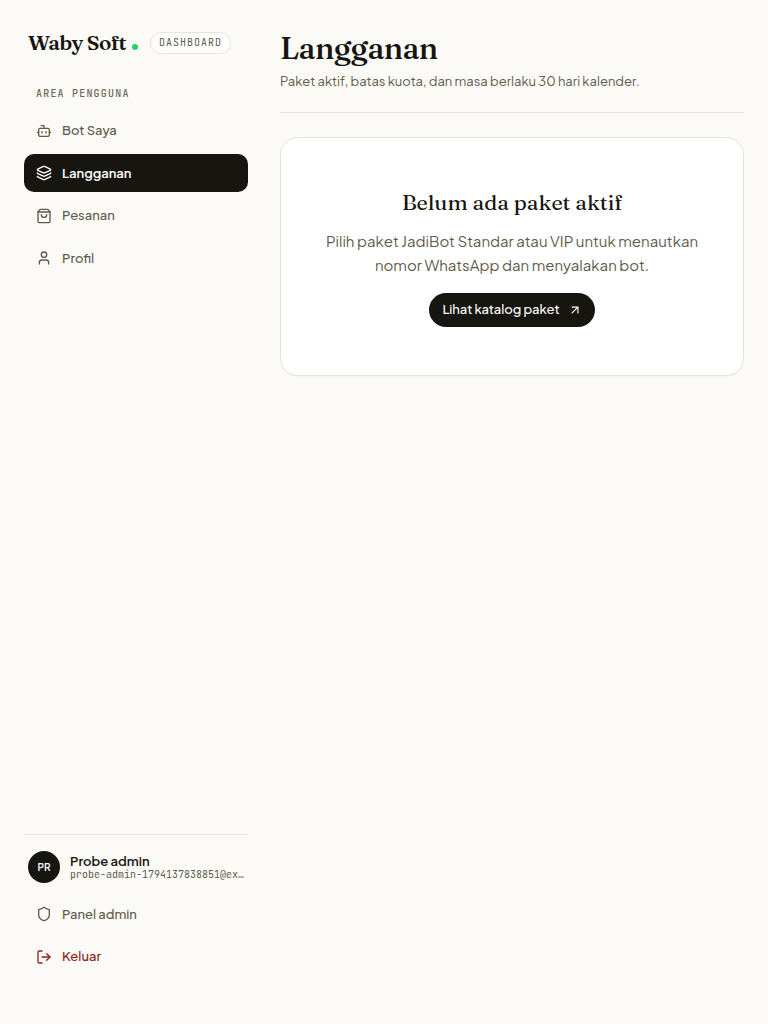 Waby Soft
DASHBOARD
AREA PENGGUNA
Bot Saya
Langganan
Pesanan
Profil
Langganan
Paket aktif, batas kuota, dan masa berlaku 30 hari kalender.
Belum ada paket aktif
Pilih paket JadiBot Standar atau VIP untuk menautkan
nomor WhatsApp dan menyalakan bot.
Lihat katalog paket
PR
Probe admin
probe-admin-1794137838851@ex…
Panel admin
Keluar